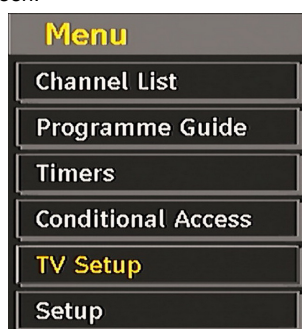 Menu
Channel List
Programme Guide
Timers
Conditional Access
TV Setup
Setup